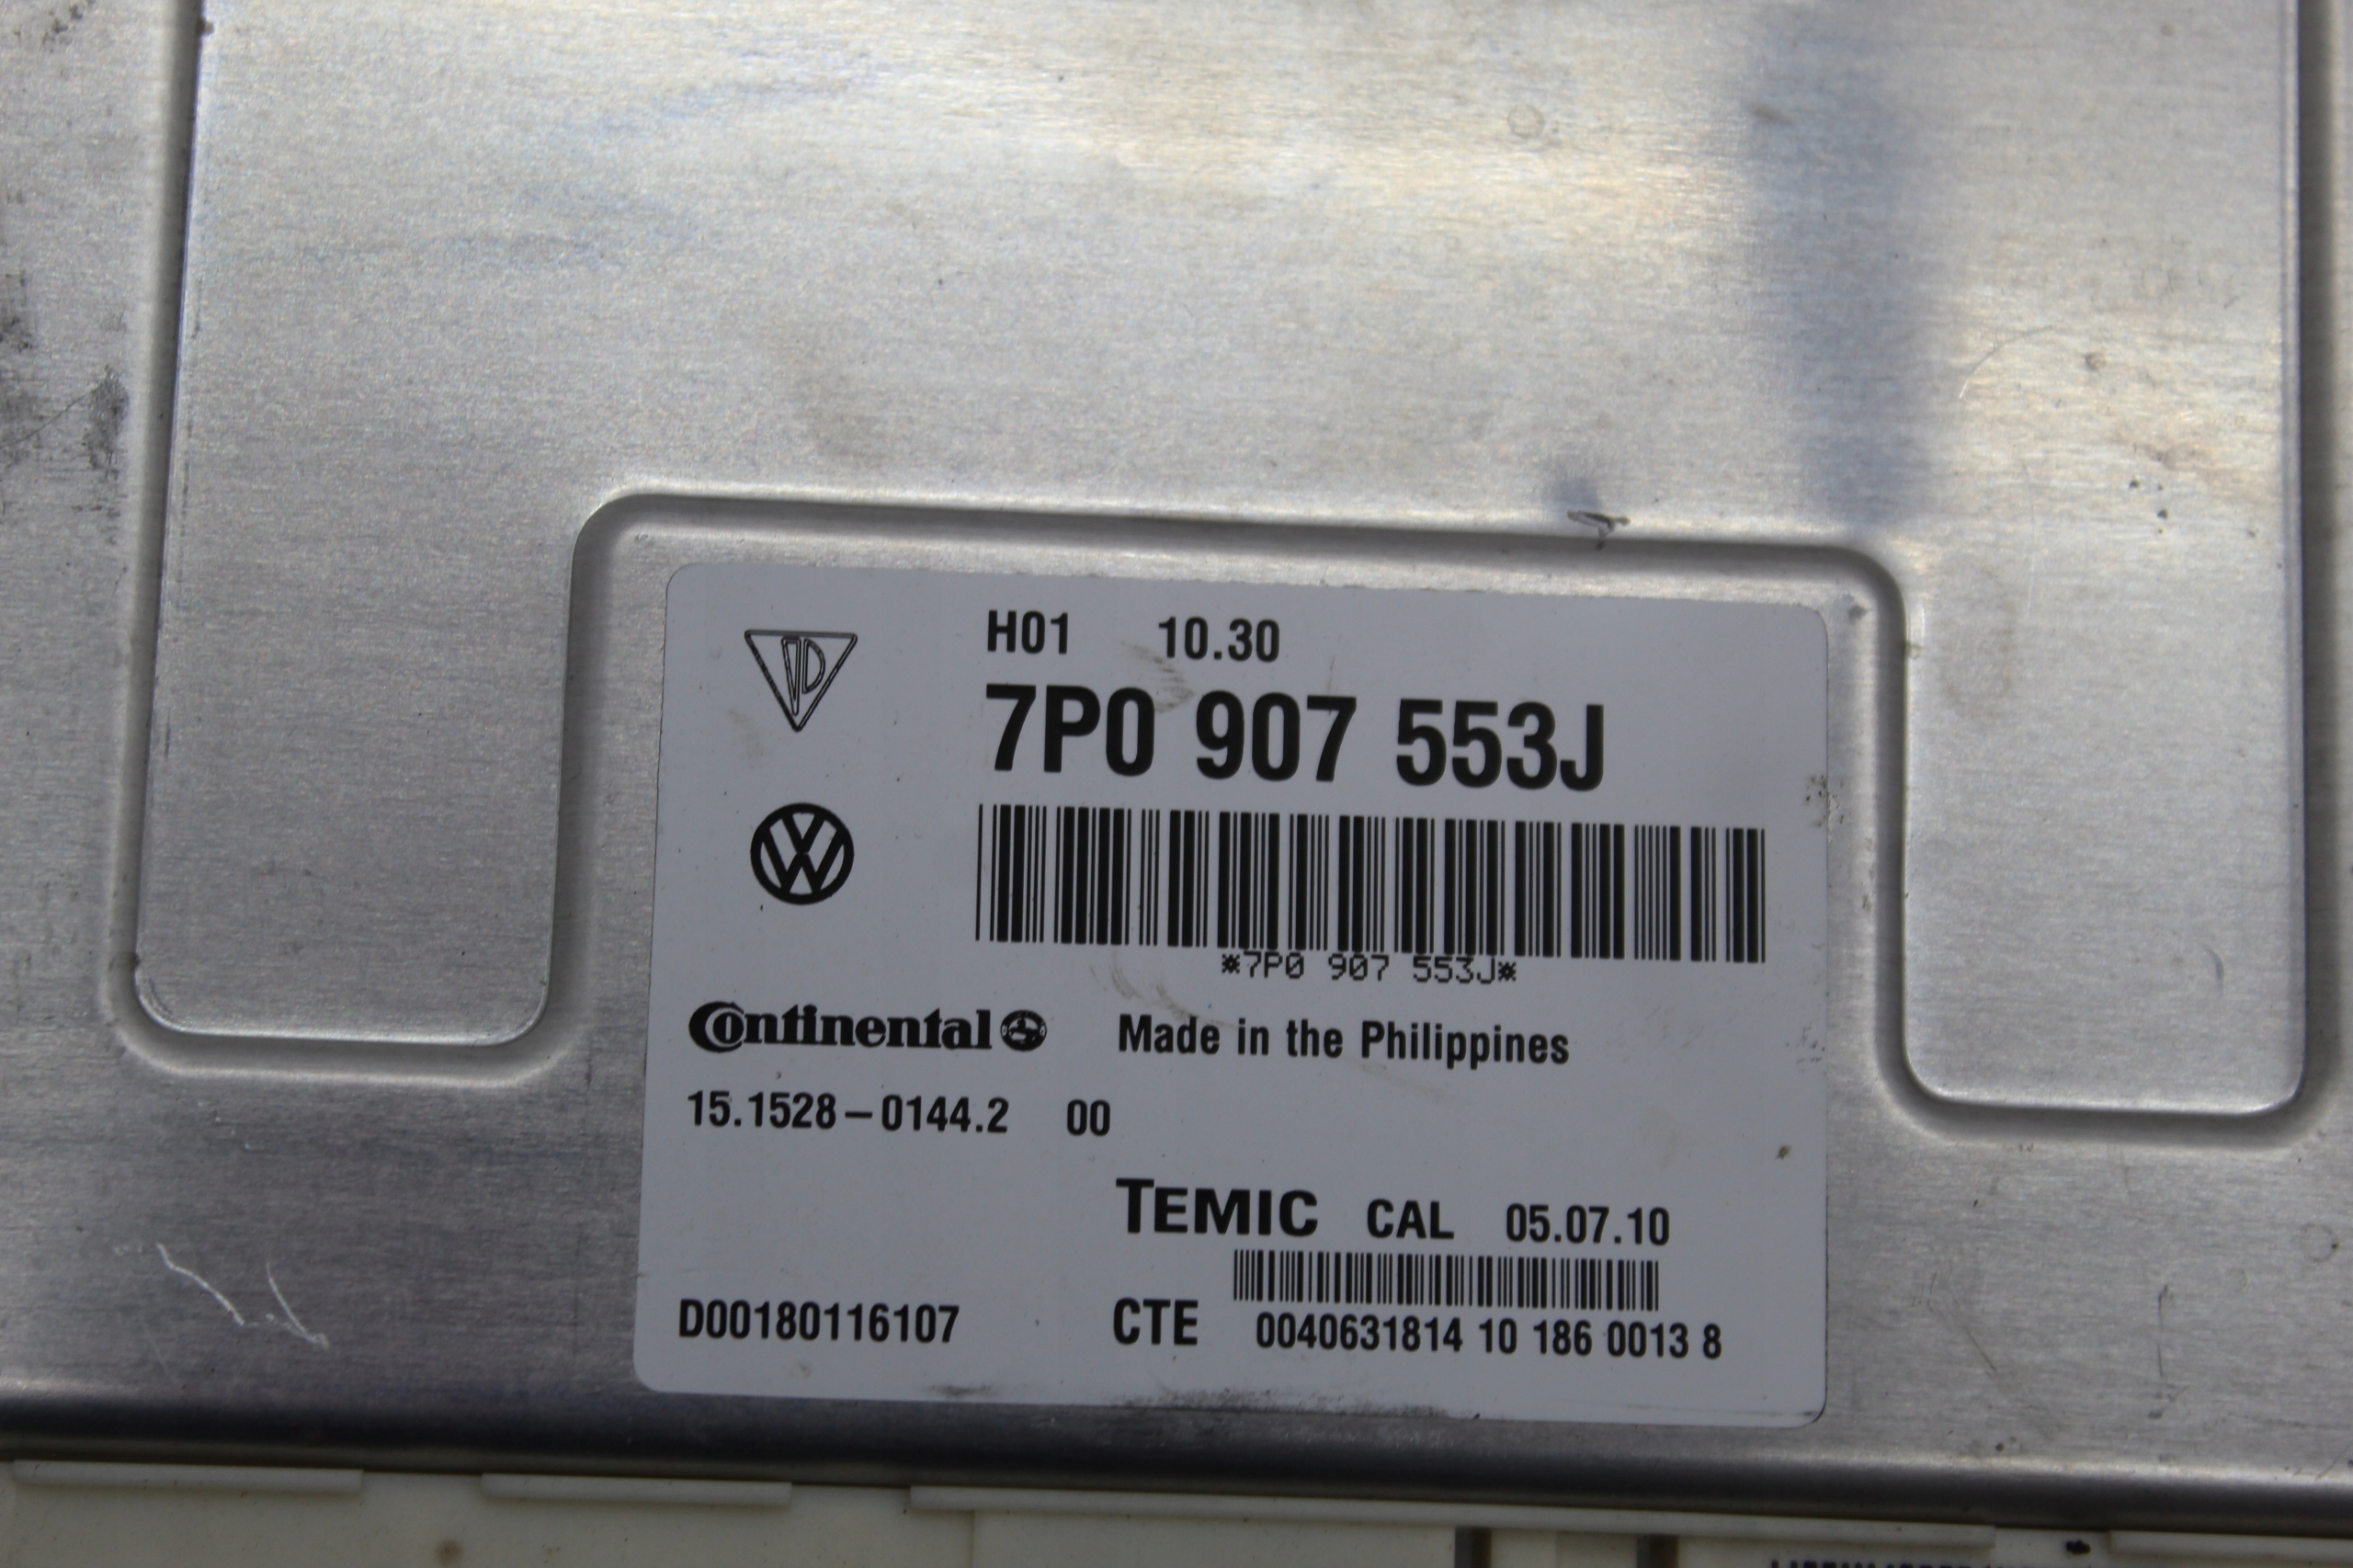 H01 10.30
7P0 907 553J
*7P0 907 553J*
Continental Made in the Philippines
15.1528-0144.2 00
TEMIC CAL 05.07.10
D00180116107 CTE 0040631814 10 186 0013 8